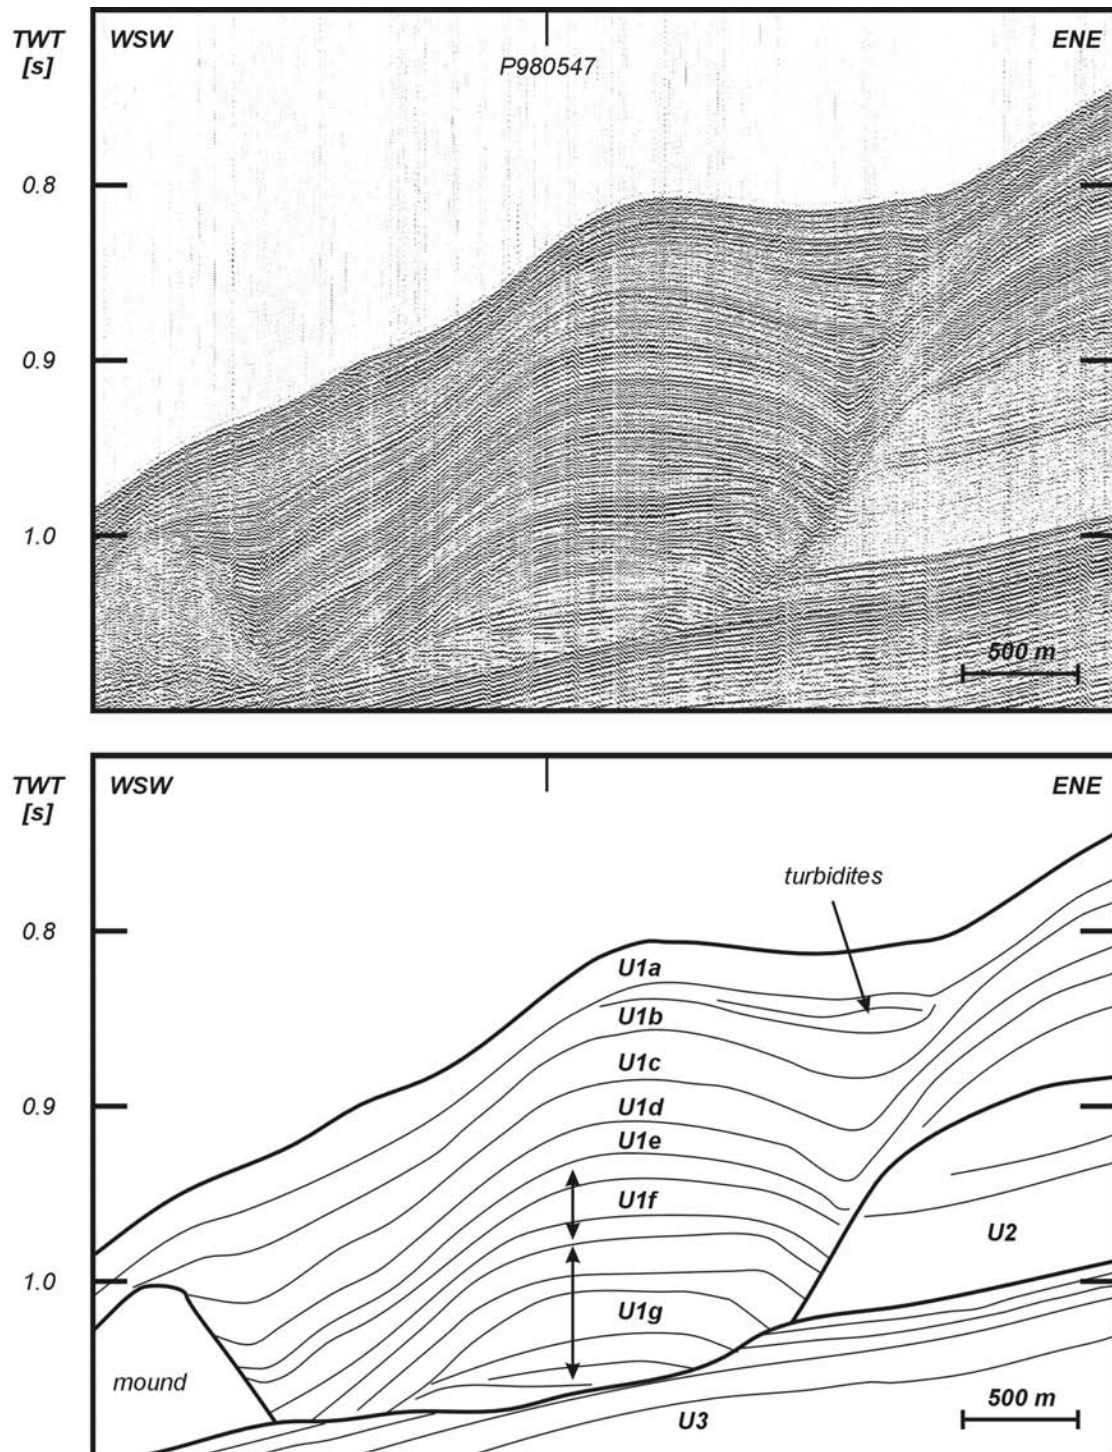 TWT
[s]
WSW
P980547
ENE
0.8
0.9
1.0
500 m
TWT
[s]
WSW
ENE
turbidites
0.8
U1a
U1b
U1c
0.9
U1d
U1e
U1f
U2
1.0
U1g
mound
500 m
U3